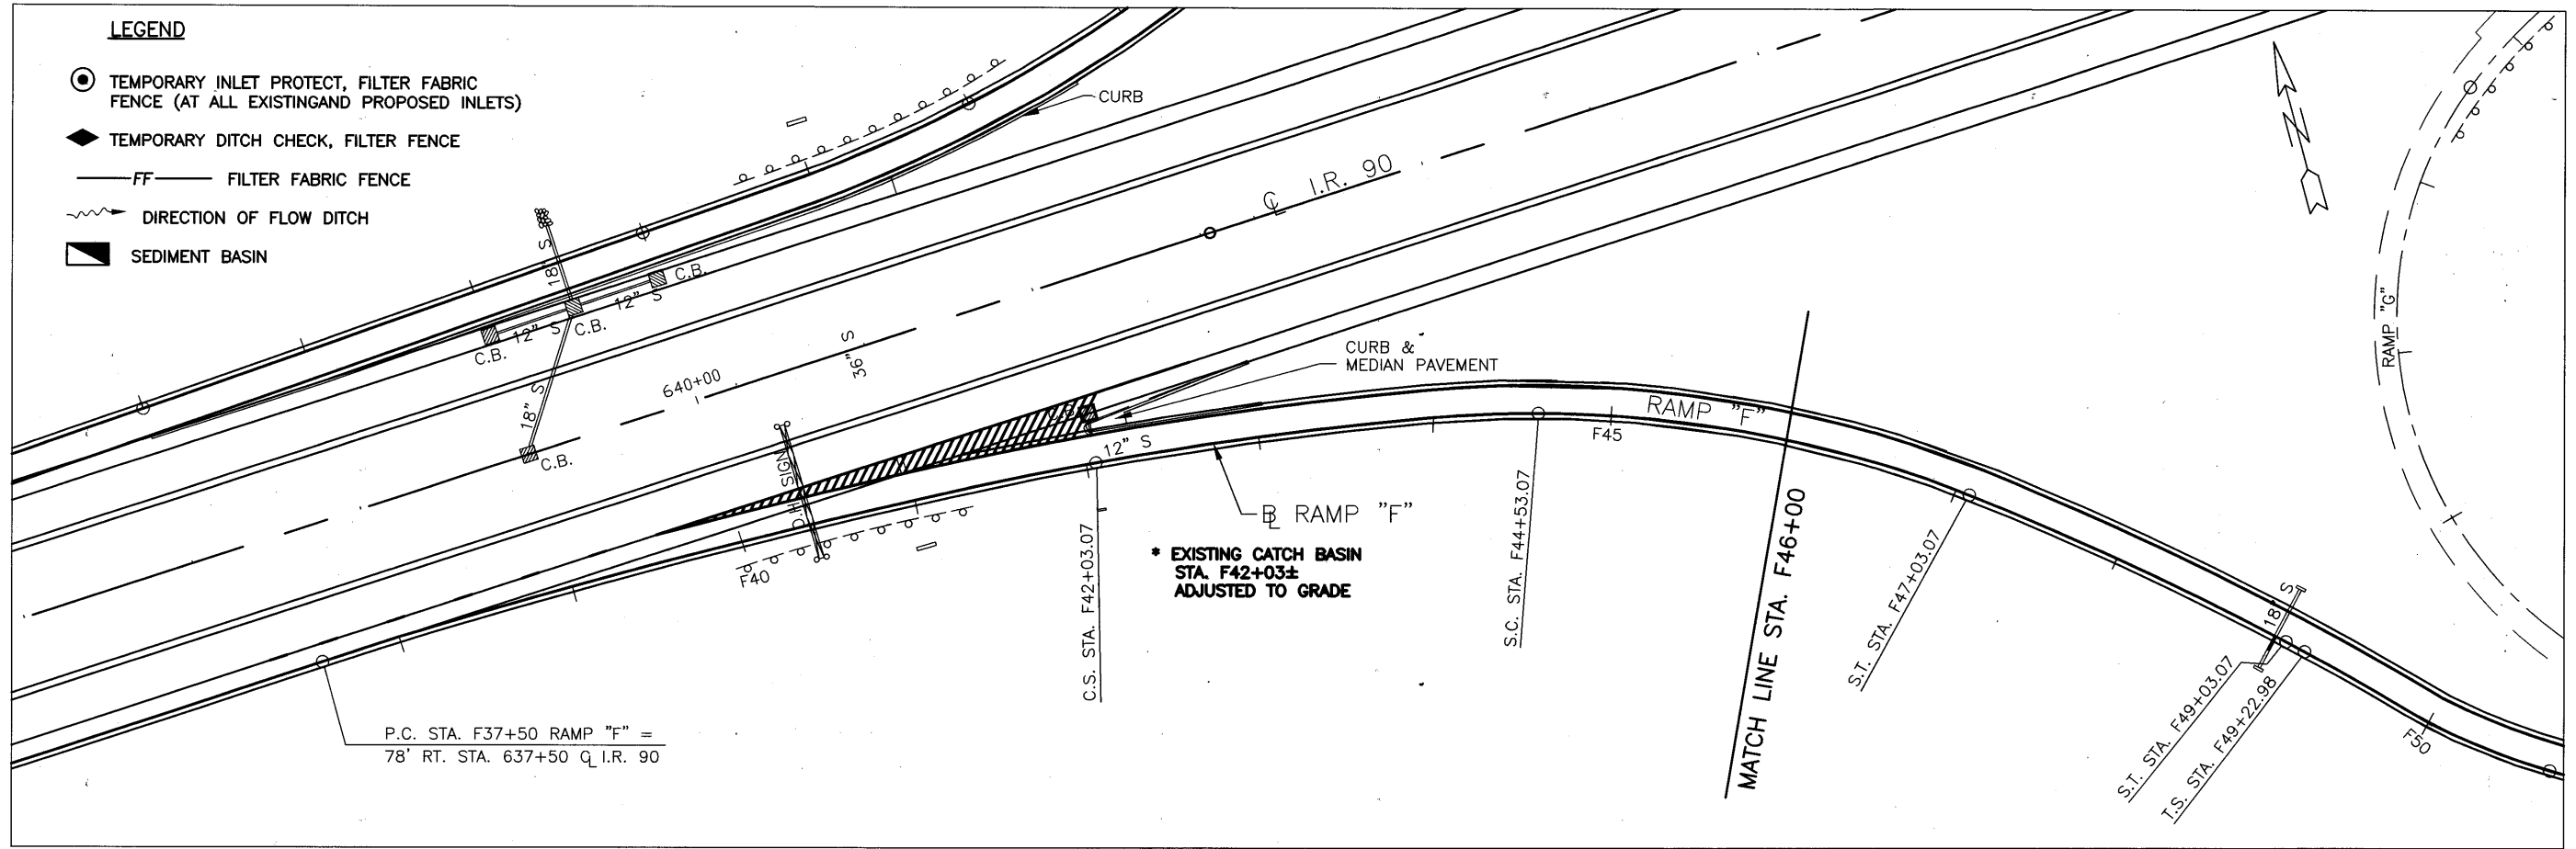 LEGEND
TEMPORARY INLET PROTECT, FILTER FABRIC
FENCE (AT ALL EXISTINGAND PROPOSED INLETS)
TEMPORARY DITCH CHECK, FILTER FENCE
FF FILTER FABRIC FENCE
DIRECTION OF FLOW DITCH
SEDIMENT BASIN
CURB
℄ I.R. 90
18" S
C.B.
12" S
C.B.
12" S
C.B.
18" S
C.B.
640+00
36" S
CURB &
MEDIAN PAVEMENT
C.B.
12" S
O.H. SIGN
F40
RAMP "F"
F45
B̲L RAMP "F"
* EXISTING CATCH BASIN
STA. F42+03±
ADJUSTED TO GRADE
C.S. STA. F42+03.07
S.C. STA. F44+53.07
MATCH LINE STA. F46+00
S.T. STA. F47+03.07
RAMP "G"
18" S
S.T. STA. F49+03.07
T.S. STA. F49+22.98
F50
P.C. STA. F37+50 RAMP "F" =
78' RT. STA. 637+50 ℄ I.R. 90